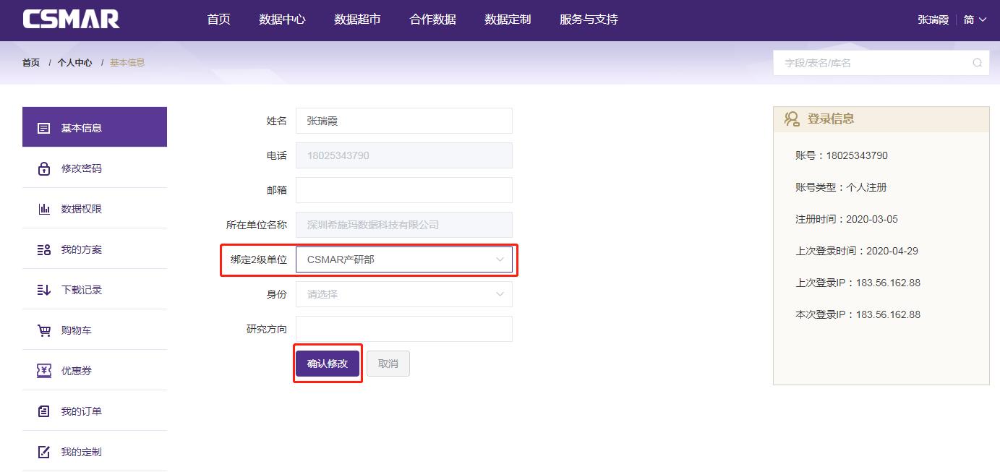 CSMAR 首页 数据中心 数据超市 合作数据 数据定制 服务与支持 张瑞霞 简
首页 / 个人中心 / 基本信息 字段/表名/库名
基本信息
修改密码
数据权限
我的方案
下载记录
购物车
优惠券
我的订单
我的定制
姓名 张瑞霞
电话 18025343790
邮箱
所在单位名称 深圳希施玛数据科技有限公司
绑定2级单位 CSMAR产研部
身份 请选择
研究方向
确认修改 取消
登录信息
账号：18025343790
账号类型：个人注册
注册时间：2020-03-05
上次登录时间：2020-04-29
上次登录IP：183.56.162.88
本次登录IP：183.56.162.88